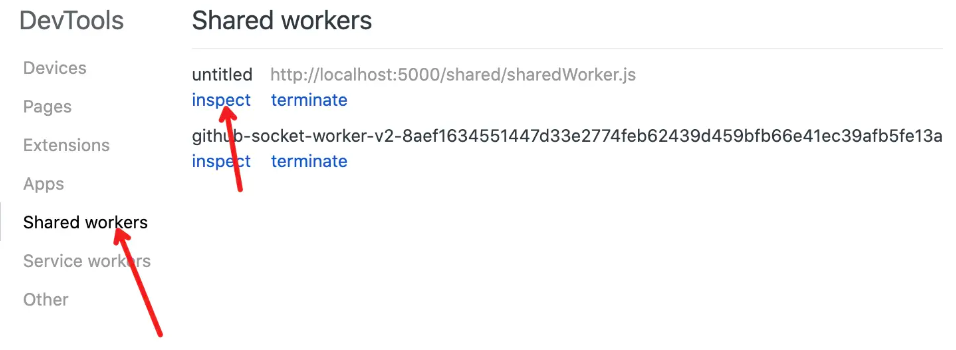 DevTools
Devices
Pages
Extensions
Apps
Shared workers
Service workers
Other
Shared workers
untitled http://localhost:5000/shared/sharedWorker.js
inspect terminate
github-socket-worker-v2-8aef1634551447d33e2774feb62439d459bfb66e41ec39afb5fe13a
inspect terminate